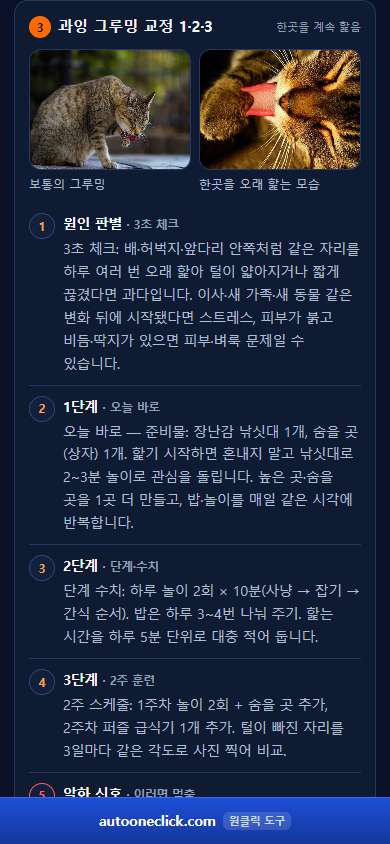 3 과잉 그루밍 교정 1·2·3 한곳을 계속 핥음
보통의 그루밍 한곳을 오래 핥는 모습
1 원인 판별 · 3초 체크
3초 체크: 배·허벅지·앞다리 안쪽처럼 같은 자리를
하루 여러 번 오래 핥아 털이 얇아지거나 짧게
끊겼다면 과다입니다. 이사·새 가족·새 동물 같은
변화 뒤에 시작됐다면 스트레스, 피부가 붉고
비듬·딱지가 있으면 피부·벼룩 문제일 수
있습니다.
2 1단계 · 오늘 바로
오늘 바로 — 준비물: 장난감 낚싯대 1개, 숨을 곳
(상자) 1개. 핥기 시작하면 혼내지 말고 낚싯대로
2~3분 놀이로 관심을 돌립니다. 높은 곳·숨을
곳을 1곳 더 만들고, 밥·놀이를 매일 같은 시각에
반복합니다.
3 2단계 · 단계·수치
단계 수치: 하루 놀이 2회 × 10분(사냥 → 잡기 →
간식 순서). 밥은 하루 3~4번 나눠 주기. 핥는
시간을 하루 5분 단위로 대충 적어 둡니다.
4 3단계 · 2주 훈련
2주 스케줄: 1주차 놀이 2회 + 숨을 곳 추가,
2주차 퍼즐 급식기 1개 추가. 털이 빠진 자리를
3일마다 같은 각도로 사진 찍어 비교.
5 악화 신호 · 이러면 멈춤
autooneclick.com 원클릭 도구